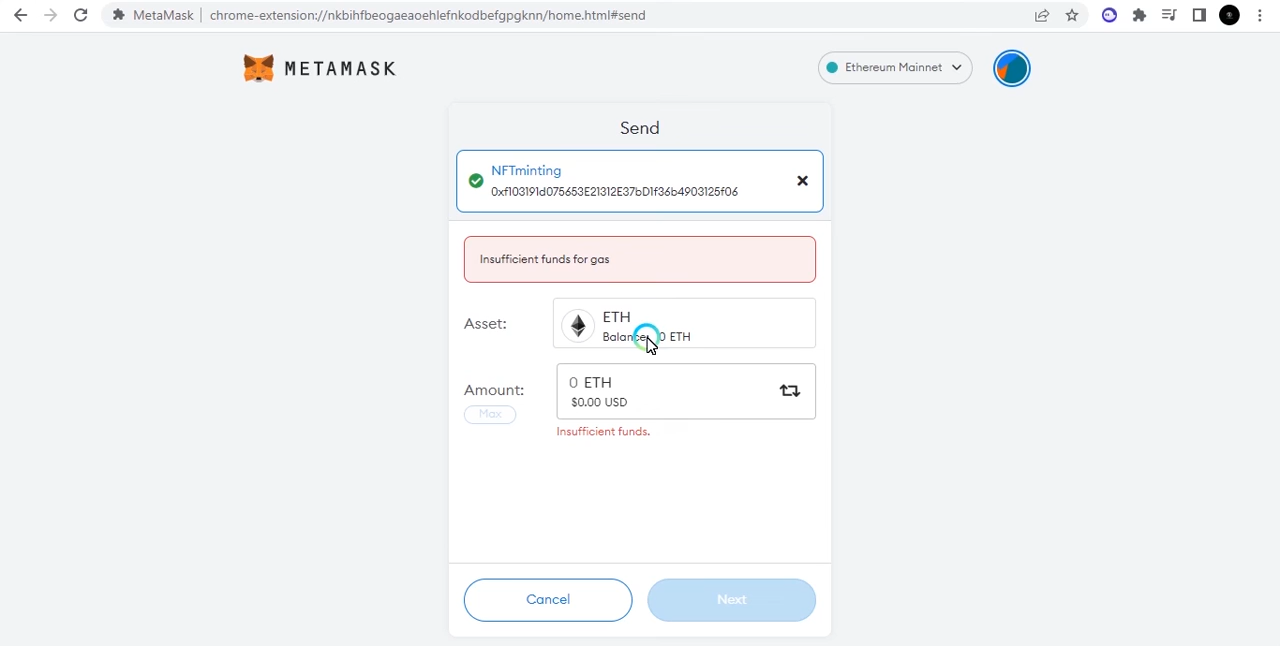 MetaMask | chrome-extension://nkbihfbeogaeaoehlefnkodbefgpgknn/home.html#send
METAMASK
Ethereum Mainnet
Send
NFTminting
0xf103191d075653E21312E37bD1f36b4903125f06
Insufficient funds for gas
Asset:
ETH
Balance: 0 ETH
Amount:
Max
0 ETH
$0.00 USD
Insufficient funds.
Cancel
Next